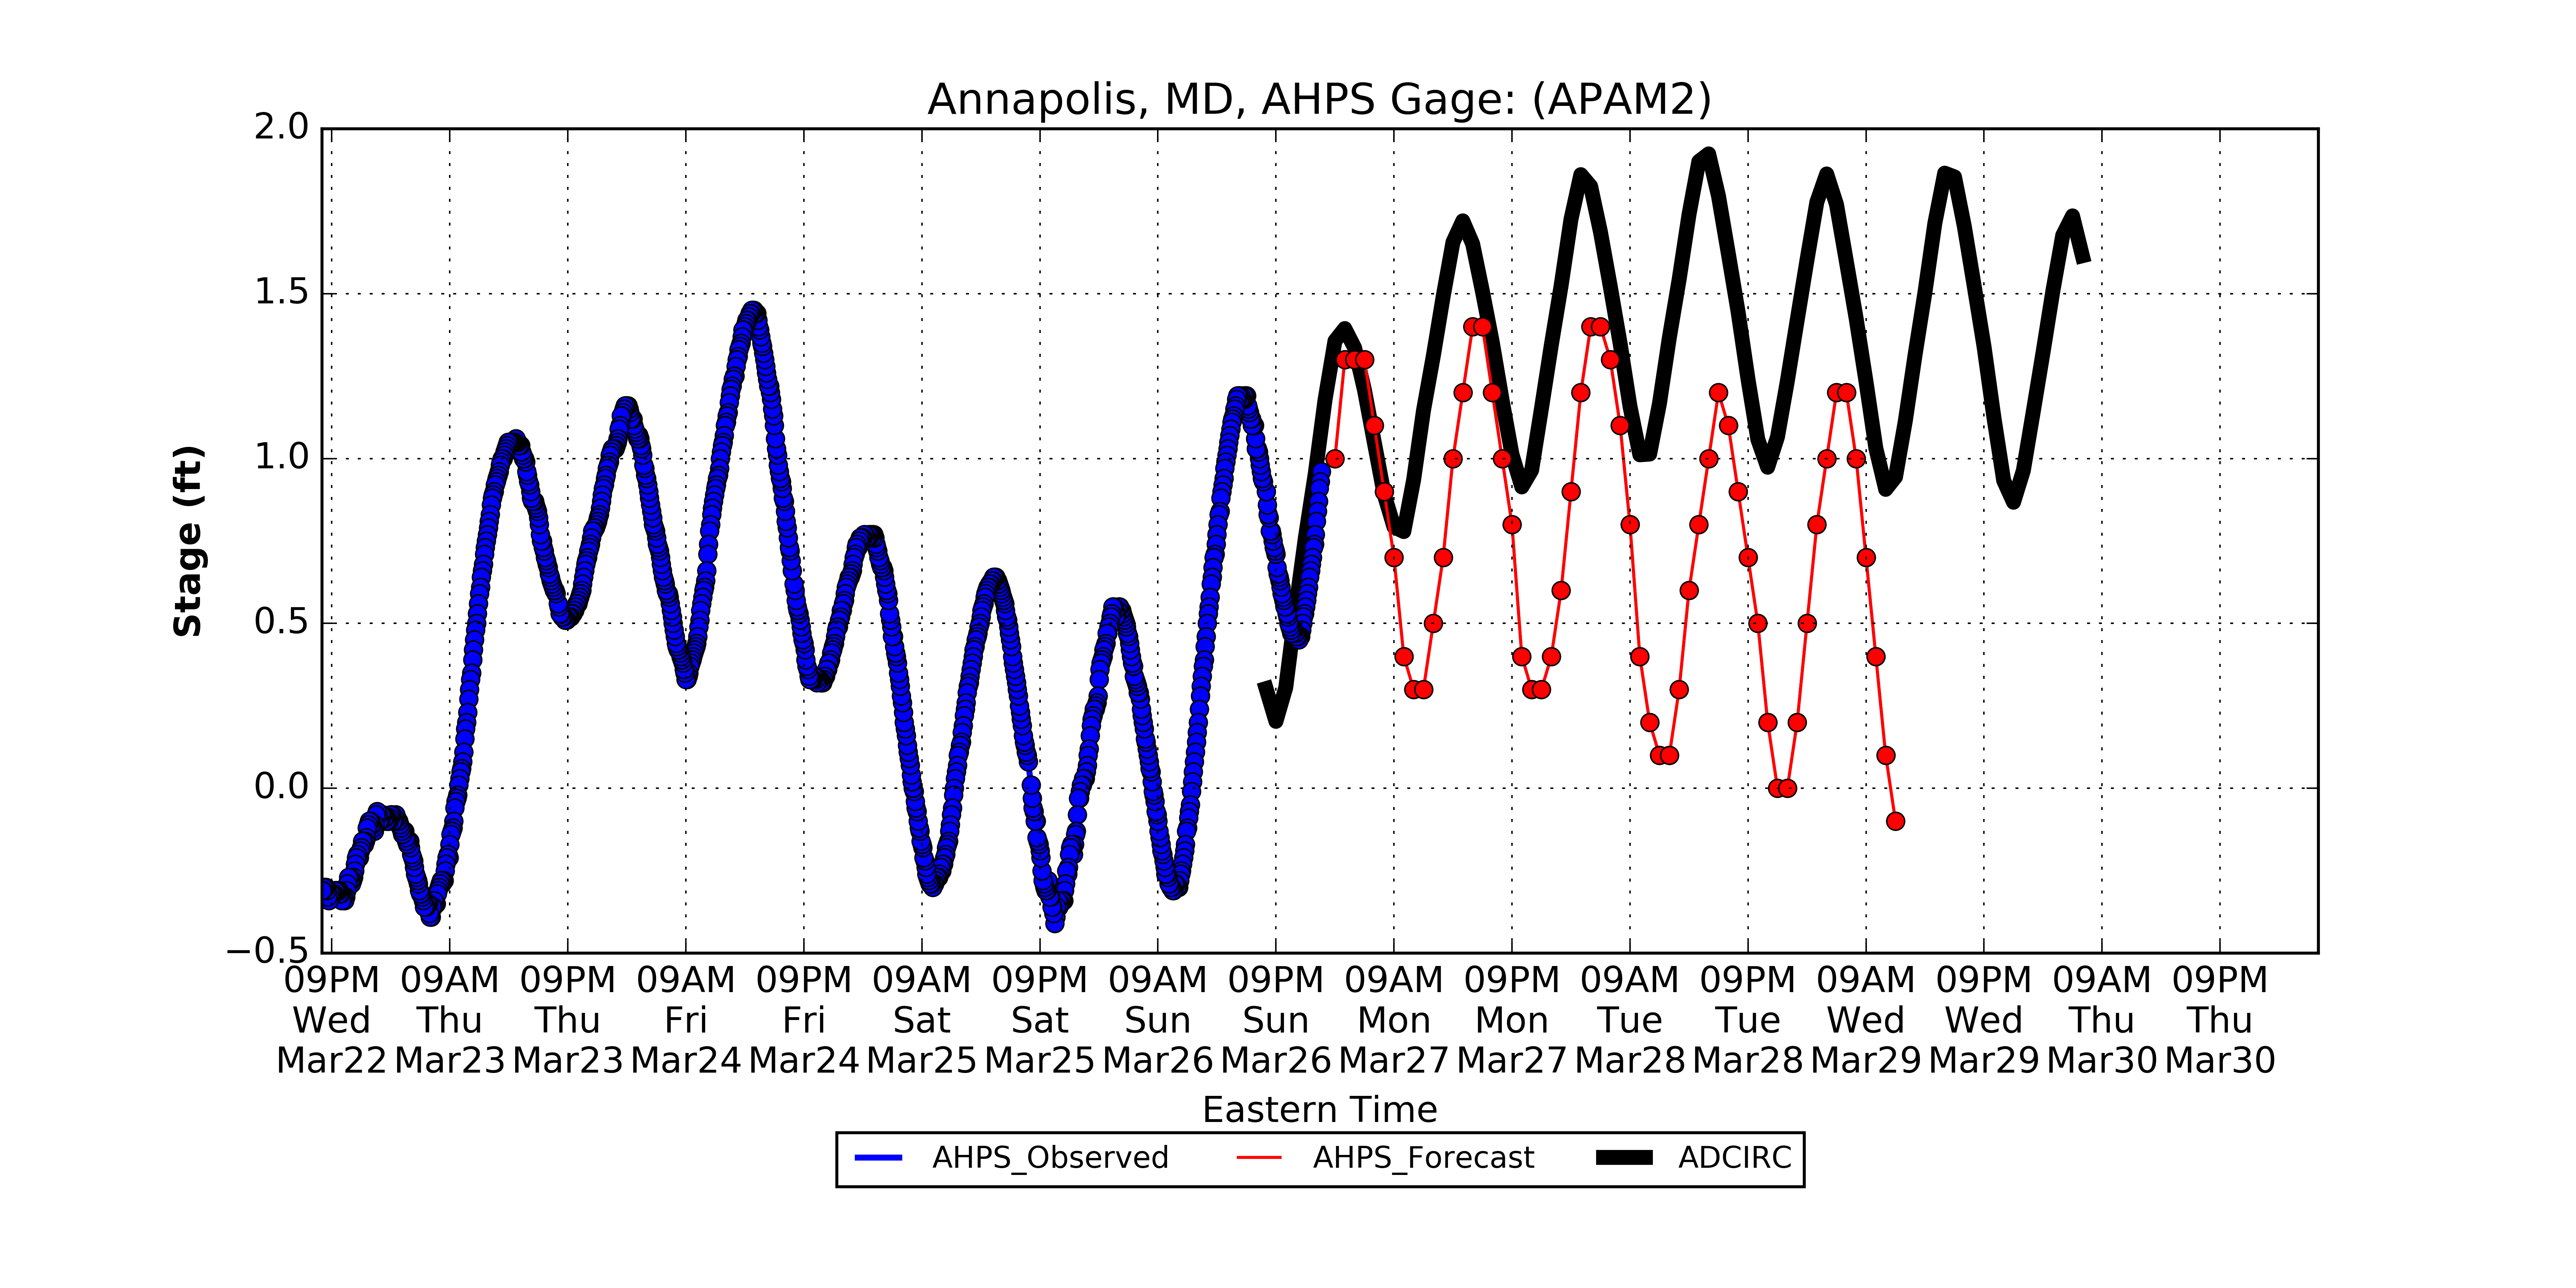 Annapolis, MD, AHPS Gage: (APAM2)
2.0
1.5
1.0
0.5
0.0
−0.5
Stage (ft)
09PM 09AM 09PM 09AM 09PM 09AM 09PM 09AM 09PM 09AM 09PM 09AM 09PM 09AM 09PM 09AM 09PM
Wed Thu Thu Fri Fri Sat Sat Sun Sun Mon Mon Tue Tue Wed Wed Thu Thu
Mar22 Mar23 Mar23 Mar24 Mar24 Mar25 Mar25 Mar26 Mar26 Mar27 Mar27 Mar28 Mar28 Mar29 Mar29 Mar30 Mar30
Eastern Time
AHPS_Observed AHPS_Forecast ADCIRC